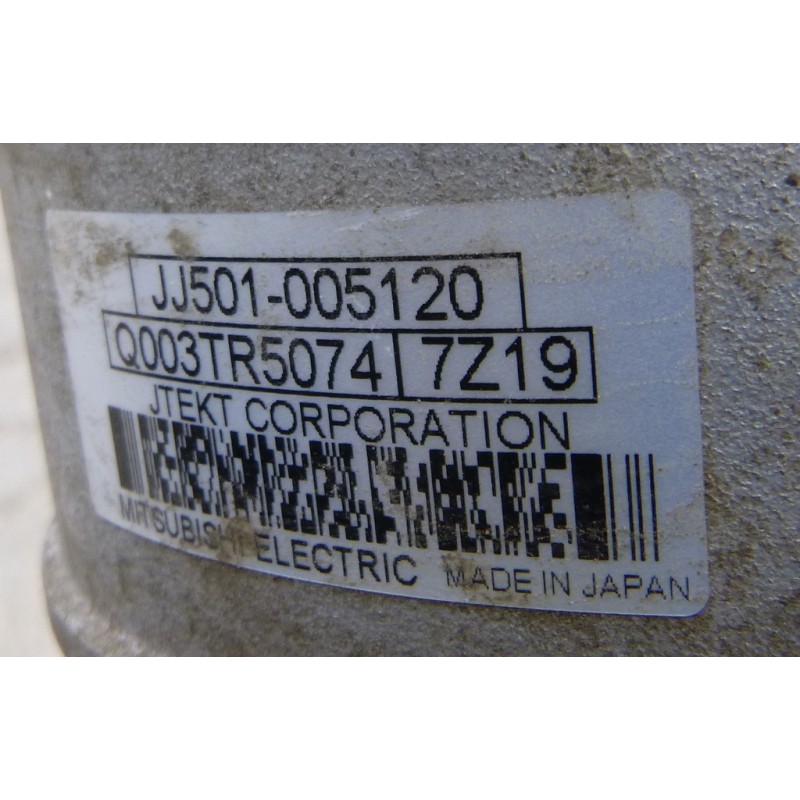 JJ501-005120
Q003TR5074 7Z19
JTEKT CORPORATION
MITSUBISHI ELECTRIC MADE IN JAPAN